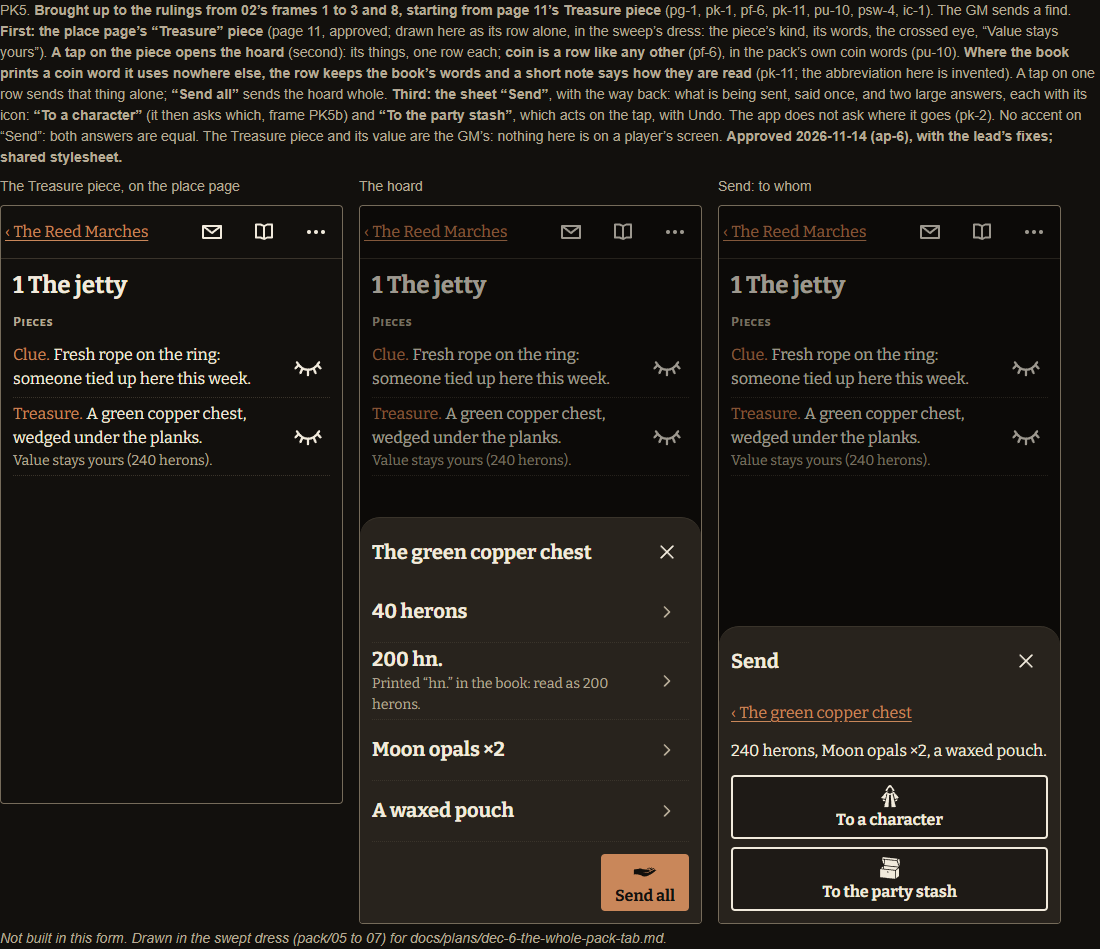 PK5. Brought up to the rulings from 02’s frames 1 to 3 and 8, starting from page 11’s Treasure piece (pg-1, pk-1, pf-6, pk-11, pu-10, psw-4, ic-1). The GM sends a find.
First: the place page’s “Treasure” piece (page 11, approved; drawn here as its row alone, in the sweep’s dress: the piece’s kind, its words, the crossed eye, “Value stays
yours”). A tap on the piece opens the hoard (second): its things, one row each; coin is a row like any other (pf-6), in the pack’s own coin words (pu-10). Where the book
prints a coin word it uses nowhere else, the row keeps the book’s words and a short note says how they are read (pk-11; the abbreviation here is invented). A tap on one
row sends that thing alone; “Send all” sends the hoard whole. Third: the sheet “Send”, with the way back: what is being sent, said once, and two large answers, each with its
icon: “To a character” (it then asks which, frame PK5b) and “To the party stash”, which acts on the tap, with Undo. The app does not ask where it goes (pk-2). No accent on
“Send”: both answers are equal. The Treasure piece and its value are the GM’s: nothing here is on a player’s screen. Approved 2026-11-14 (ap-6), with the lead’s fixes;
shared stylesheet.
The Treasure piece, on the place page
‹ The Reed Marches
1 The jetty
Pieces
Clue. Fresh rope on the ring:
someone tied up here this week.
Treasure. A green copper chest,
wedged under the planks.
Value stays yours (240 herons).
The hoard
‹ The Reed Marches
1 The jetty
Pieces
Clue. Fresh rope on the ring:
someone tied up here this week.
Treasure. A green copper chest,
wedged under the planks.
Value stays yours (240 herons).
The green copper chest
40 herons
200 hn.
Printed “hn.” in the book: read as 200
herons.
Moon opals ×2
A waxed pouch
Send all
Send: to whom
‹ The Reed Marches
1 The jetty
Pieces
Clue. Fresh rope on the ring:
someone tied up here this week.
Treasure. A green copper chest,
wedged under the planks.
Value stays yours (240 herons).
Send
‹ The green copper chest
240 herons, Moon opals ×2, a waxed pouch.
To a character
To the party stash
Not built in this form. Drawn in the swept dress (pack/05 to 07) for docs/plans/dec-6-the-whole-pack-tab.md.